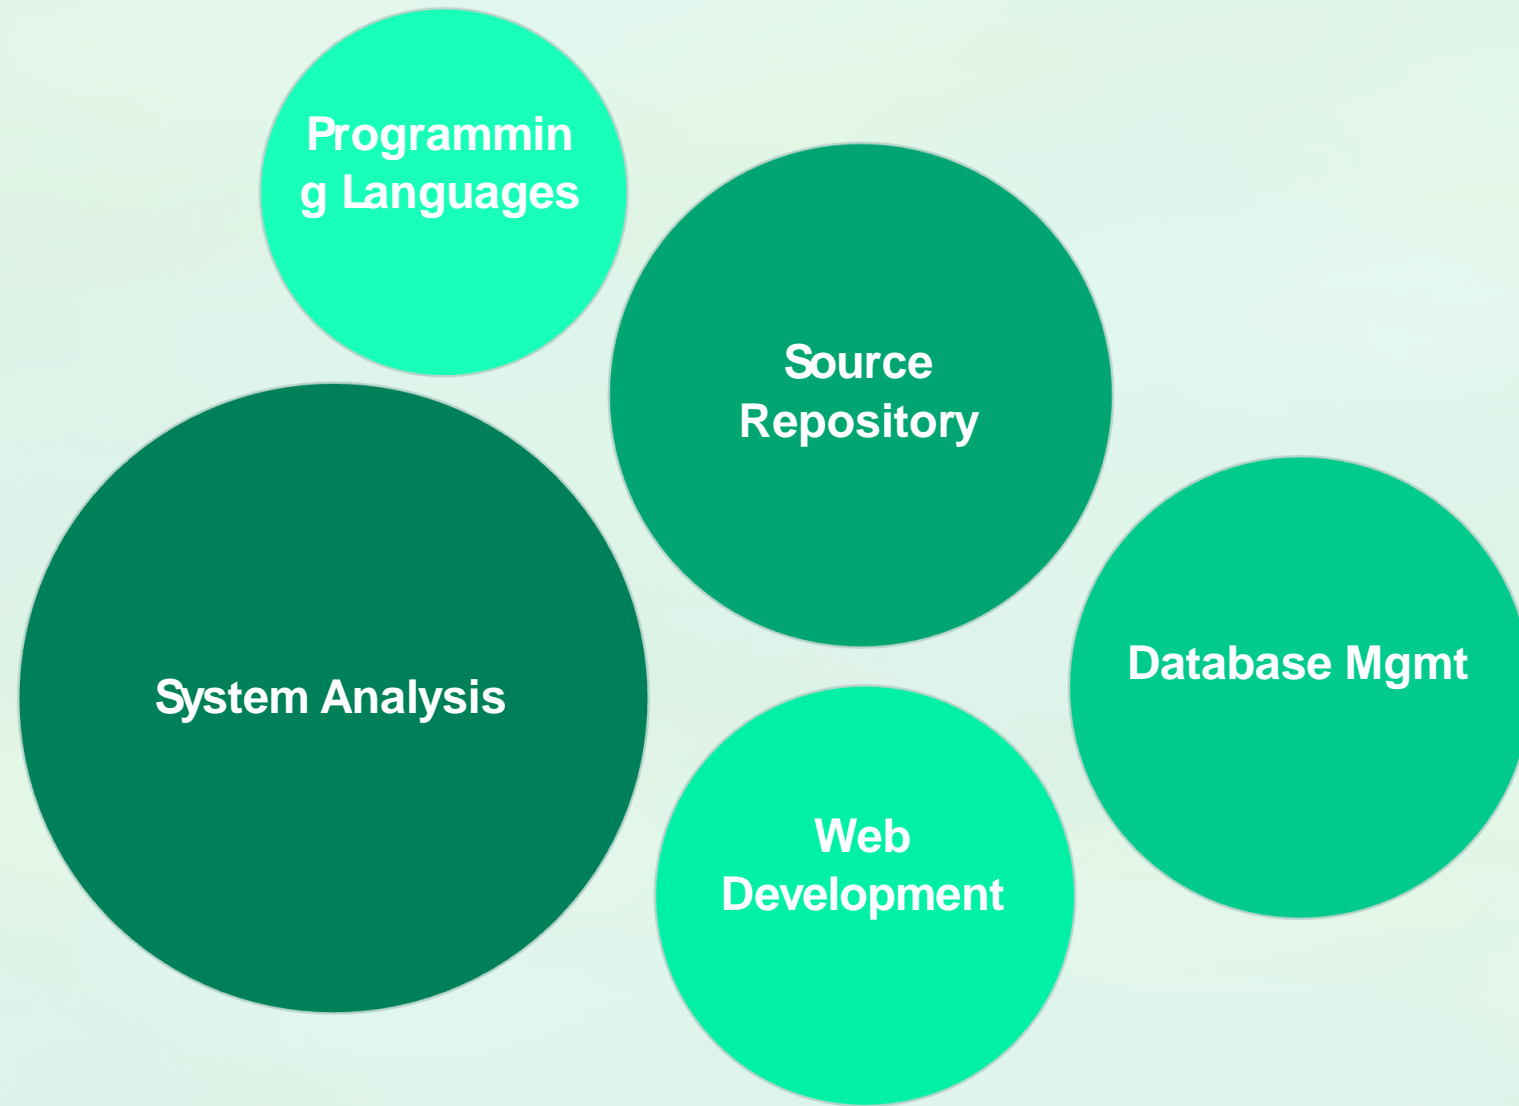 Programmin
g Languages
Source
Repository
Database Mgmt
System Analysis
Web
Development